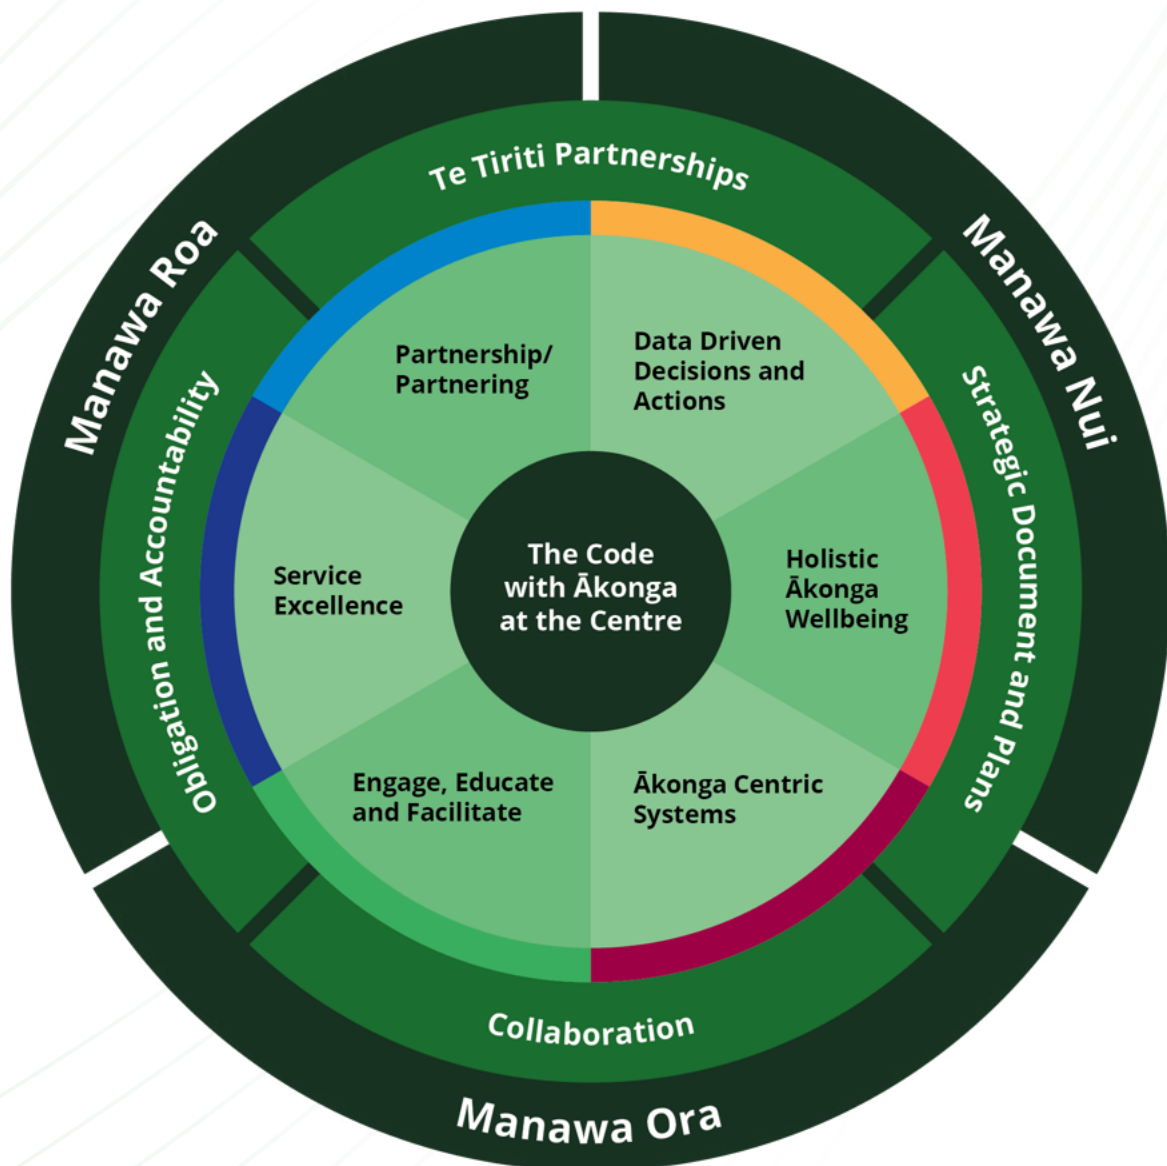 Te Tiriti Partnerships
Manawa Roa
Manawa Nui
Obligation and Accountability
Strategic Document and Plans
Partnership/
Partnering
Data Driven
Decisions and
Actions
Service
Excellence
The Code
with Ākonga
at the Centre
Holistic
Ākonga
Wellbeing
Engage, Educate
and Facilitate
Ākonga Centric
Systems
Collaboration
Manawa Ora